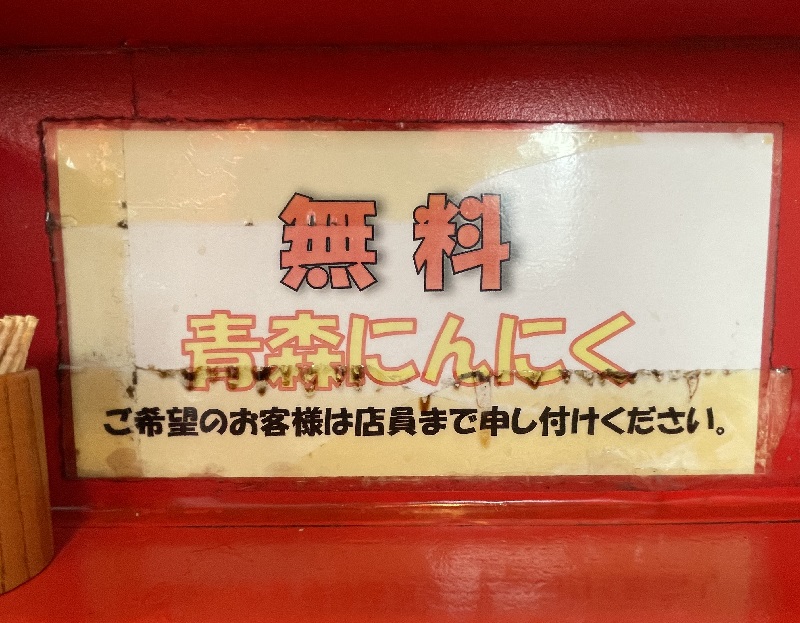 無料
青森にんにく
ご希望のお客様は店員まで申し付けください。